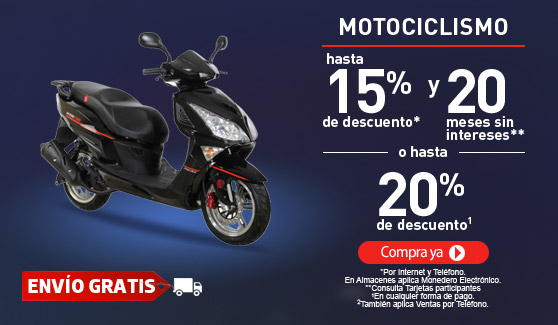 MOTOCICLISMO
hasta
15% y 20
de descuento* meses sin
intereses**
o hasta
20%
de descuento¹
Compra ya
ENVÍO GRATIS
*Por Internet y Teléfono.
En Almacenes aplica Monedero Electrónico.
**Consulta Tarjetas participantes
¹En cualquier forma de pago.
²También aplica Ventas por Teléfono.